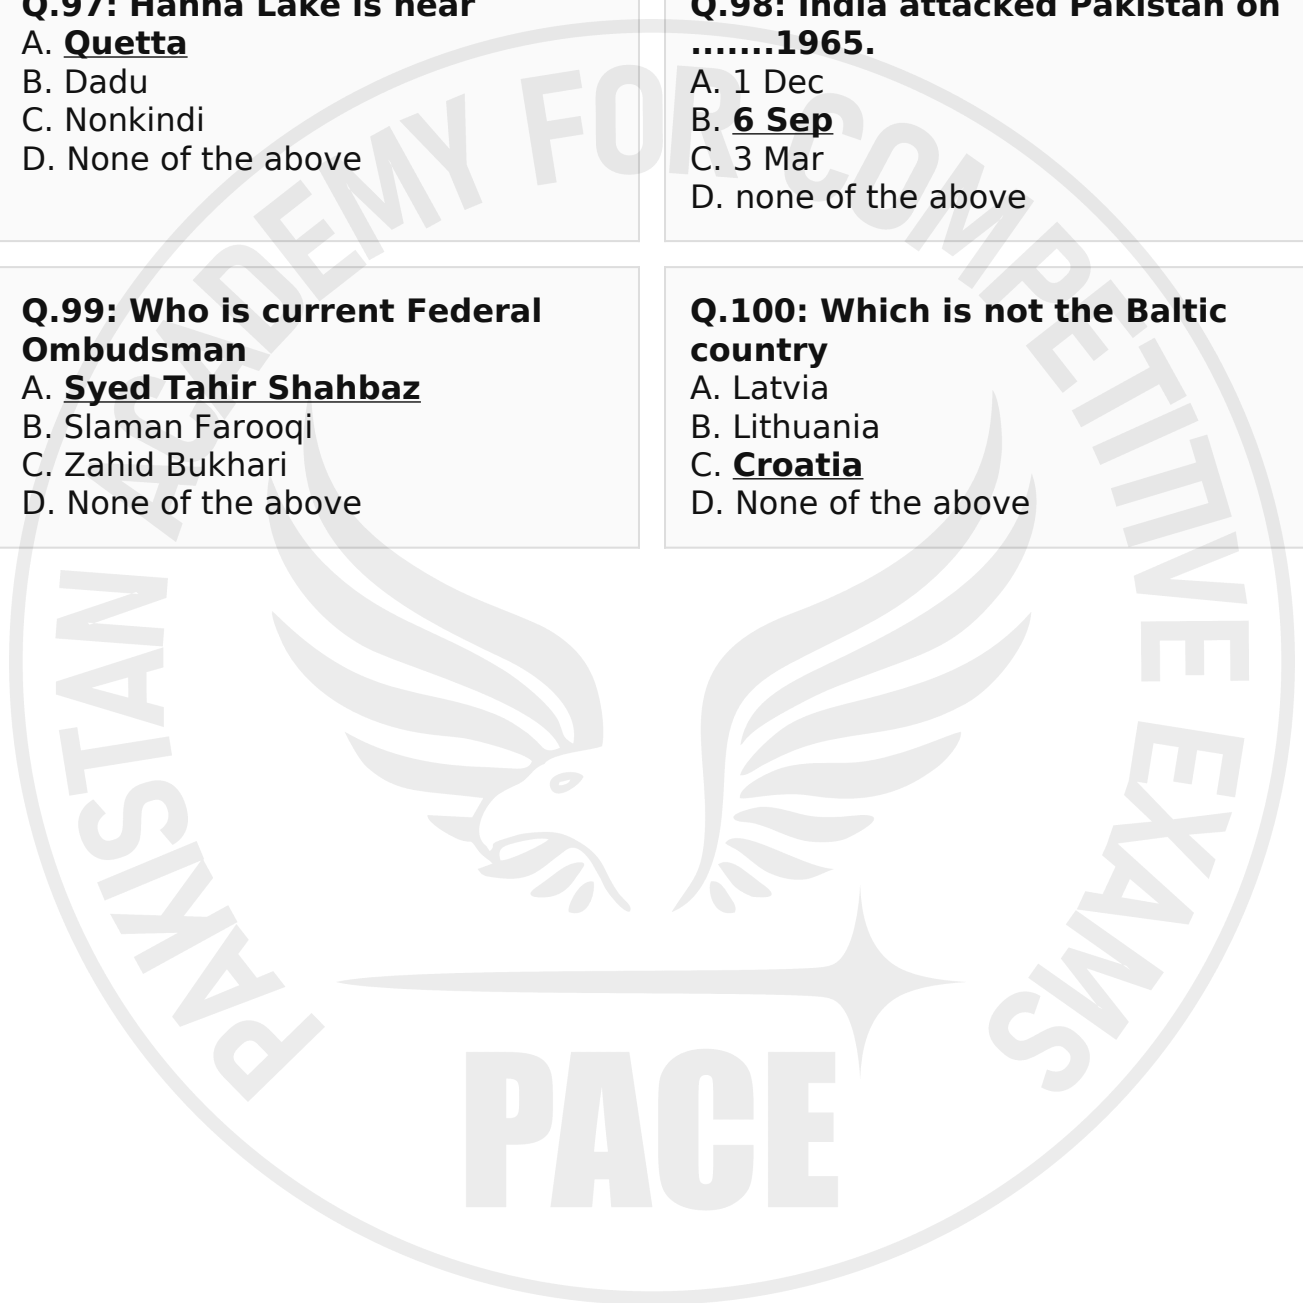 Q.97: Hanna Lake is near
A. Quetta
B. Dadu
C. Nonkindi
D. None of the above
Q.98: India attacked Pakistan on
.......1965.
A. 1 Dec
B. 6 Sep
C. 3 Mar
D. none of the above
Q.99: Who is current Federal
Ombudsman
A. Syed Tahir Shahbaz
B. Slaman Farooqi
C. Zahid Bukhari
D. None of the above
Q.100: Which is not the Baltic
country
A. Latvia
B. Lithuania
C. Croatia
D. None of the above
PAKISTAN ACADEMY FOR COMPETITIVE EXAMS
PACE